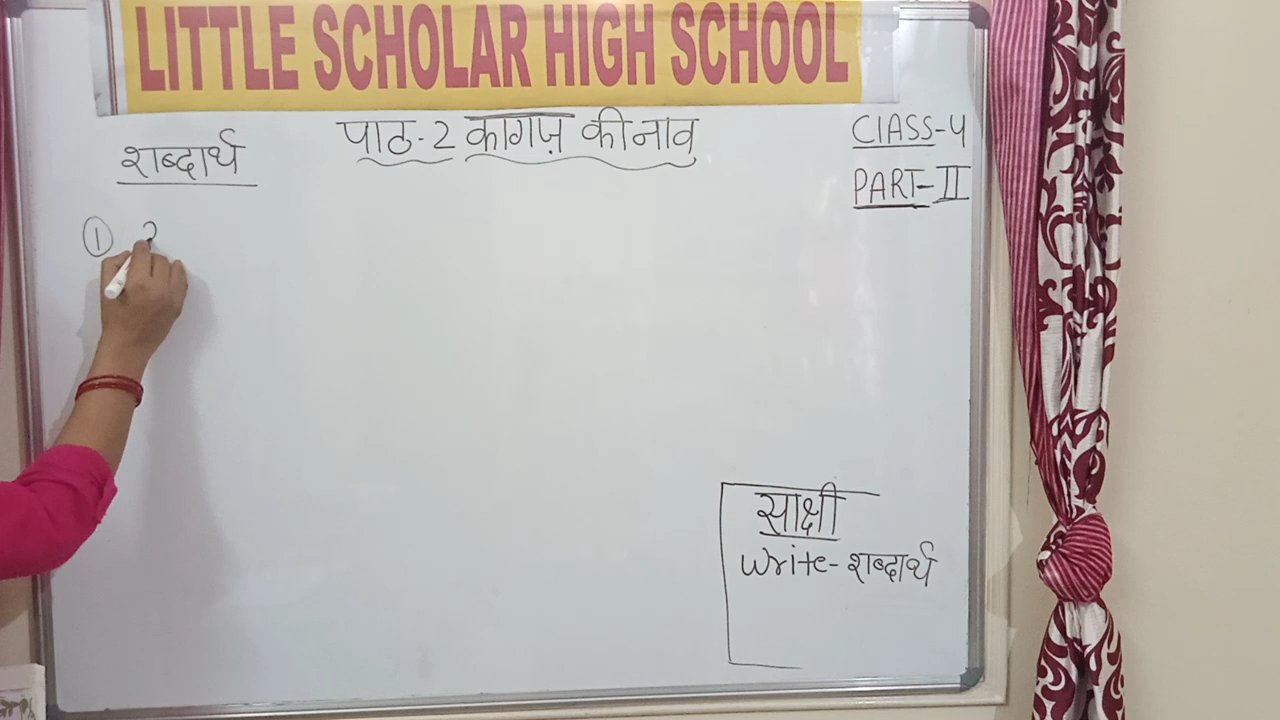 LITTLE SCHOLAR HIGH SCHOOL
पाठ-2 कागज़ की नाव
CLASS-4
PART-II
शब्दार्थ
1
साक्षी
Write-शब्दार्थ